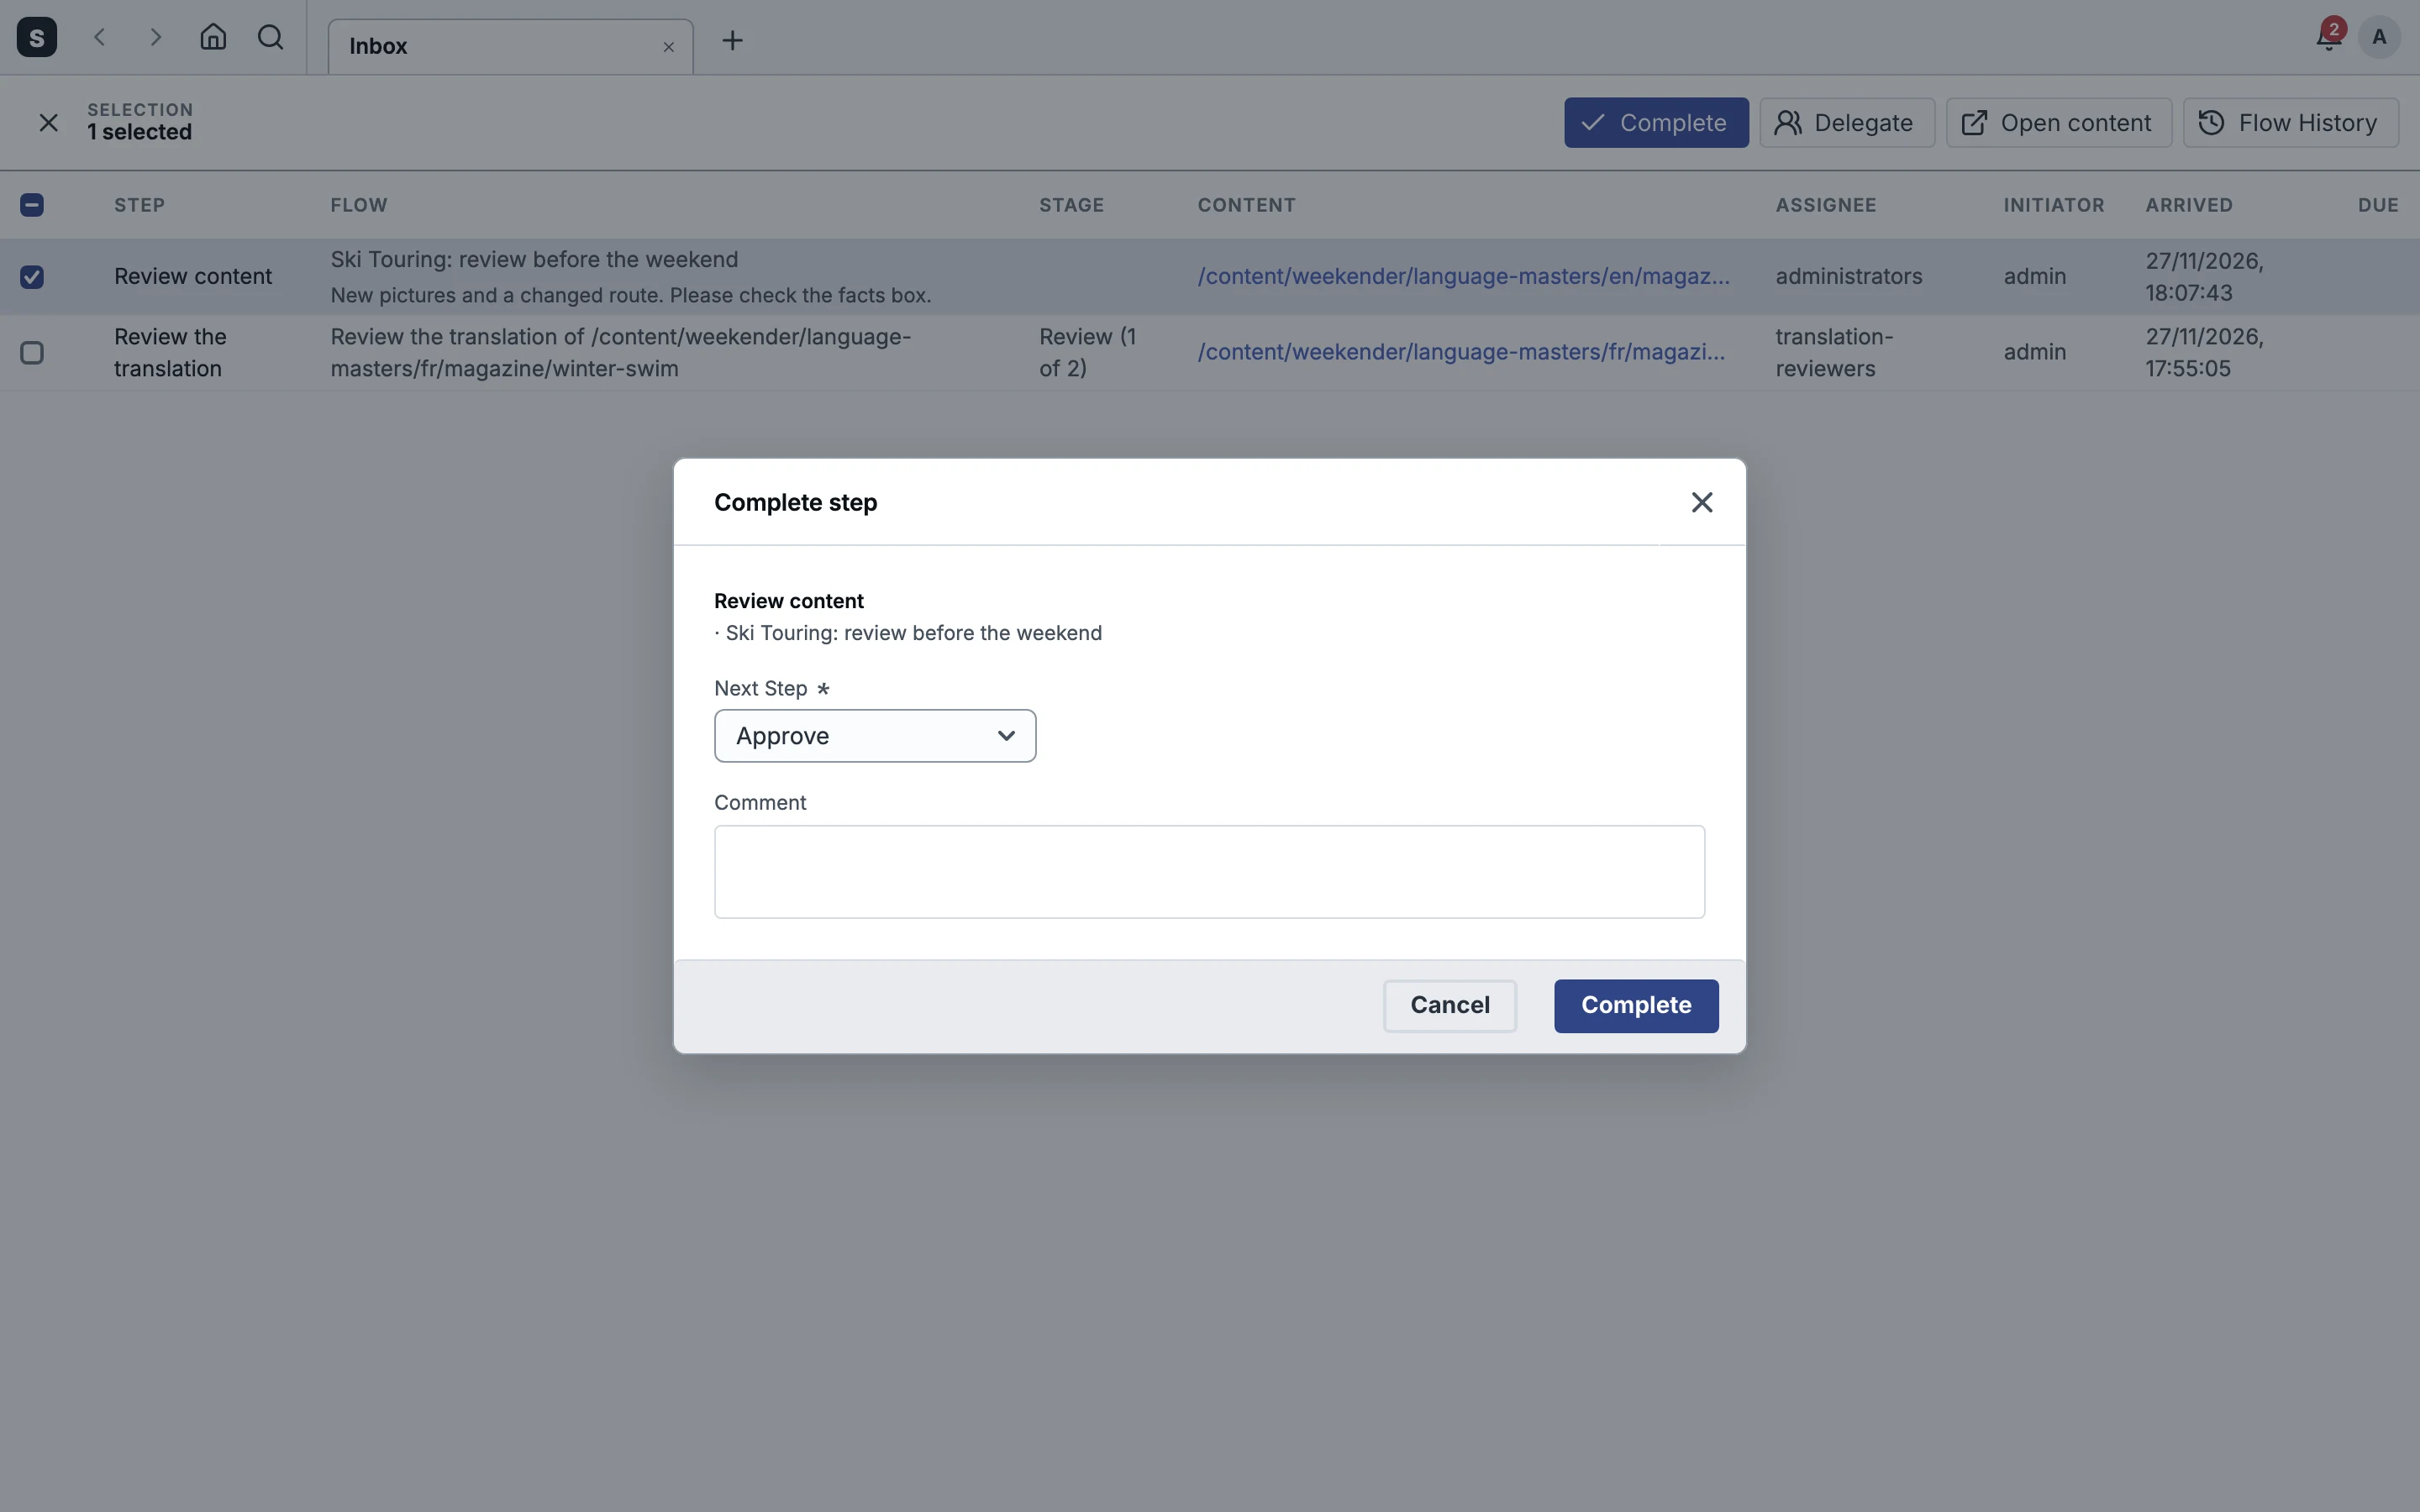 S
Inbox
2
A
SELECTION
1 selected
Complete
Delegate
Open content
Flow History
STEP
FLOW
STAGE
CONTENT
ASSIGNEE
INITIATOR
ARRIVED
DUE
Review content
Ski Touring: review before the weekend
New pictures and a changed route. Please check the facts box.
/content/weekender/language-masters/en/magaz...
administrators
admin
27/11/2026,
18:07:43
Review the
translation
Review the translation of /content/weekender/language-
masters/fr/magazine/winter-swim
Review (1
of 2)
/content/weekender/language-masters/fr/magazi...
translation-
reviewers
admin
27/11/2026,
17:55:05
Complete step
Review content
· Ski Touring: review before the weekend
Next Step *
Approve
Comment
Cancel
Complete